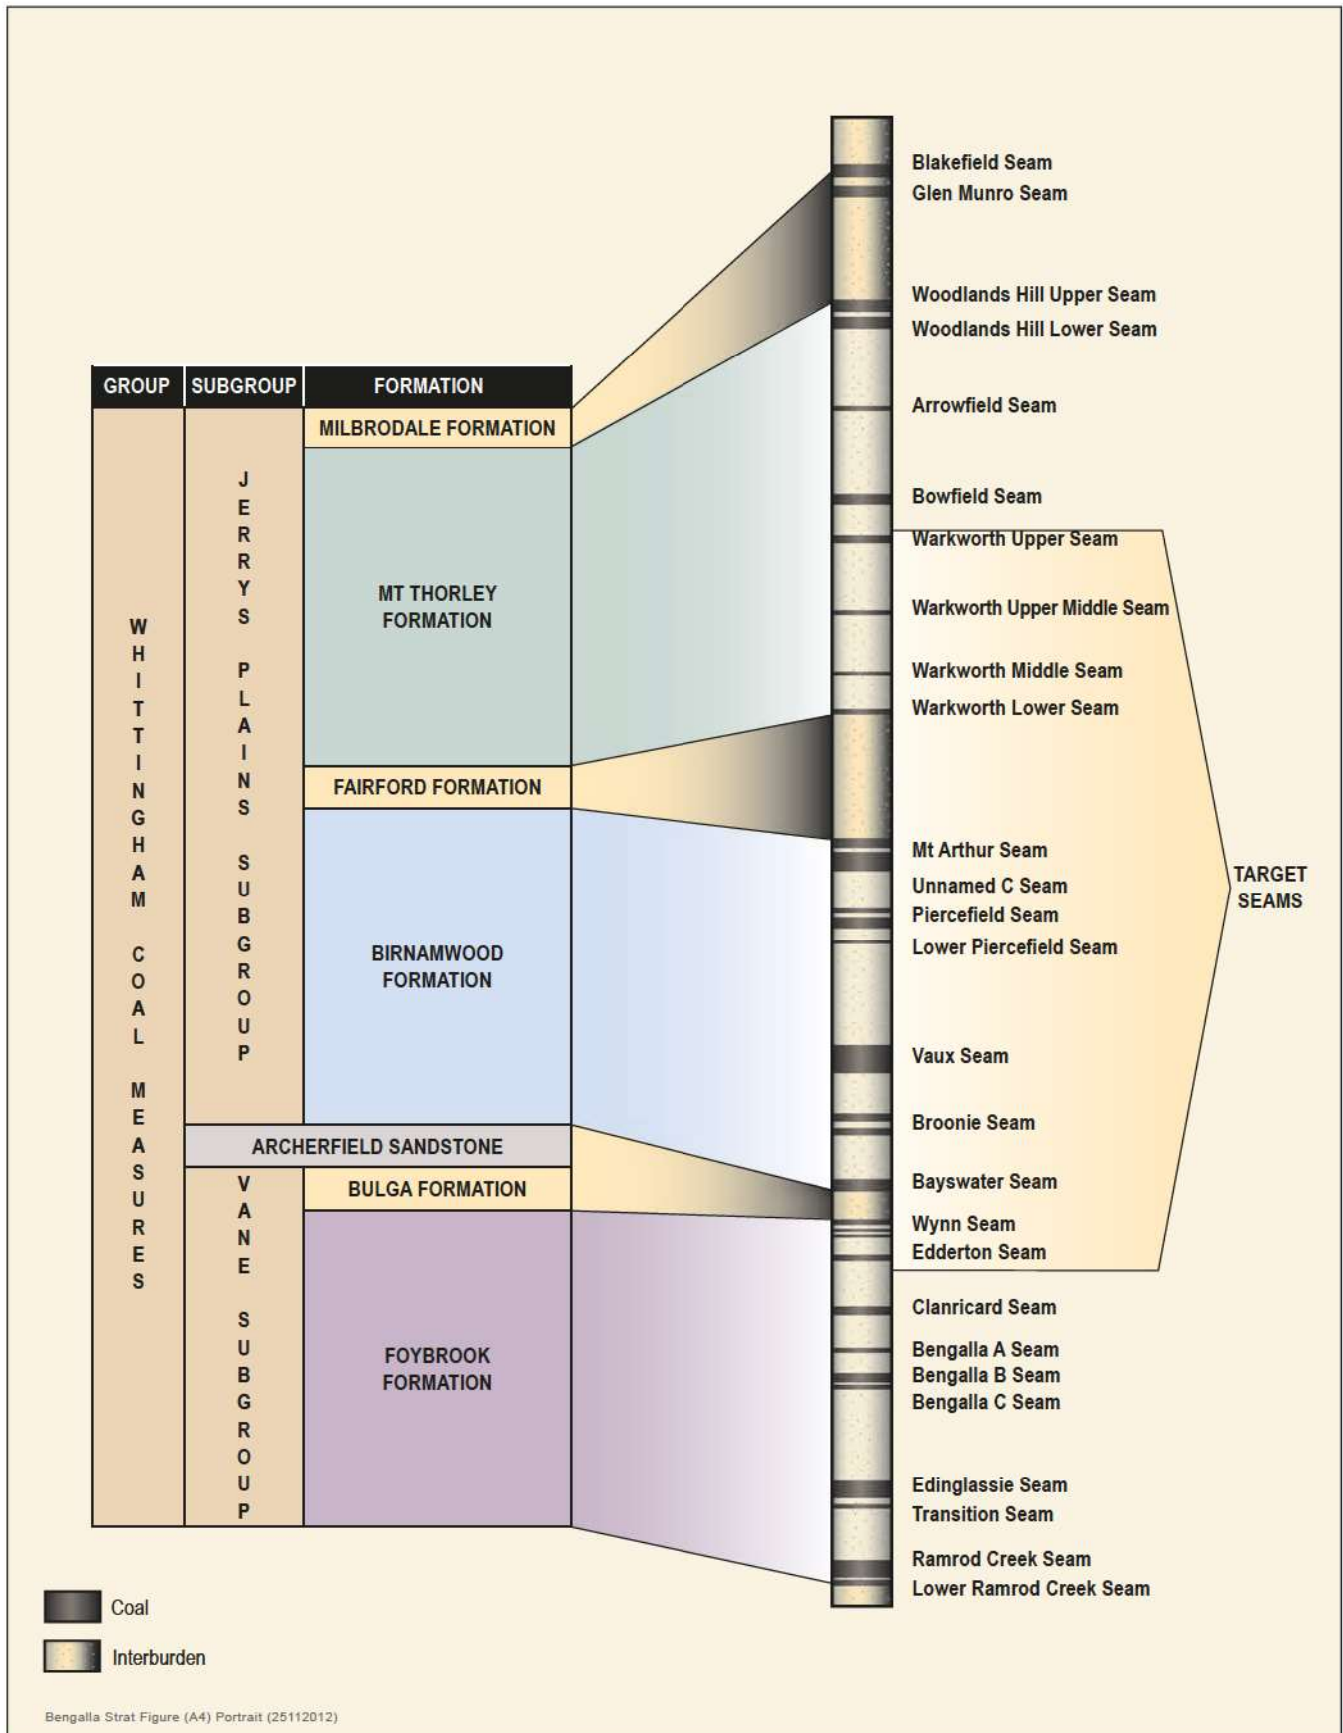 Blakefield Seam
Glen Munro Seam
Woodlands Hill Upper Seam
Woodlands Hill Lower Seam
GROUP SUBGROUP FORMATION
MILBRODALE FORMATION
Arrowfield Seam
Bowfield Seam
Warkworth Upper Seam
MT THORLEY
FORMATION
Warkworth Upper Middle Seam
Warkworth Middle Seam
Warkworth Lower Seam
WHITTINGHAM COAL MEASURES
JERRYS PLAINS SUBGROUP
FAIRFORD FORMATION
Mt Arthur Seam
Unnamed C Seam
Piercefield Seam
Lower Piercefield Seam
TARGET
SEAMS
BIRNAMWOOD
FORMATION
Vaux Seam
Broonie Seam
ARCHERFIELD SANDSTONE
BULGA FORMATION
Bayswater Seam
Wynn Seam
Edderton Seam
VANE SUBGROUP
Clanricard Seam
Bengalla A Seam
Bengalla B Seam
Bengalla C Seam
FOYBROOK
FORMATION
Edinglassie Seam
Transition Seam
Ramrod Creek Seam
Lower Ramrod Creek Seam
Coal
Interburden
Bengalla Strat Figure (A4) Portrait (25112012)